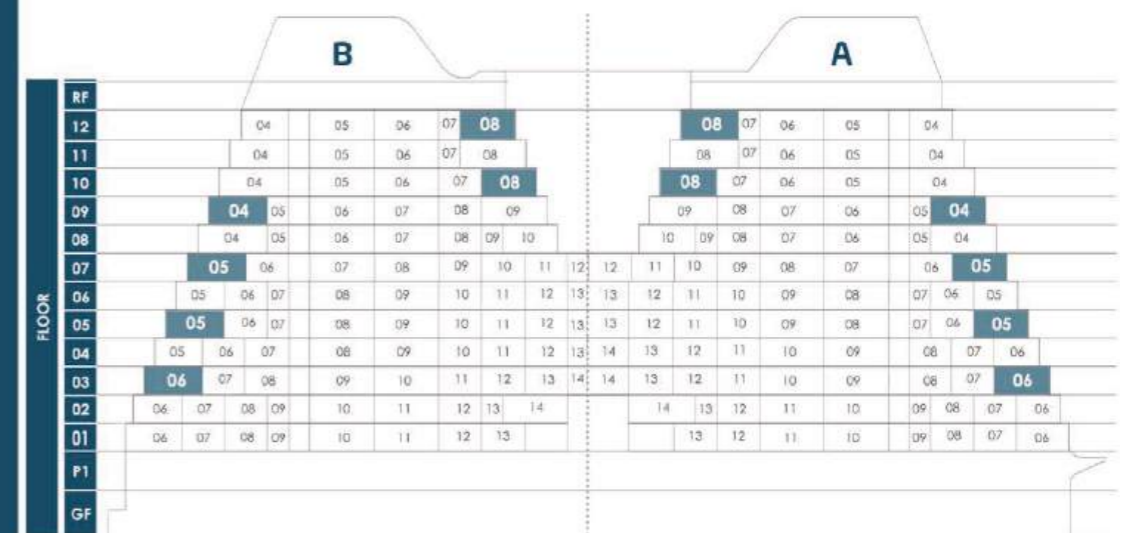 B A
RF
12 04 05 06 07 08 08 07 06 05 04
11 04 05 06 07 08 08 07 06 05 04
10 04 05 06 07 08 08 07 06 05 04
09 04 05 06 07 08 09 09 08 07 06 05 04
08 04 05 06 07 08 09 10 10 09 08 07 06 05 04
07 05 06 07 08 09 10 11 12 12 11 10 09 08 07 06 05
06 05 06 07 08 09 10 11 12 13 13 12 11 10 09 08 07 06 05
FLOOR
05 05 06 07 08 09 10 11 12 13 13 12 11 10 09 08 07 06 05
04 05 06 07 08 09 10 11 12 13 14 13 12 11 10 09 08 07 06
03 06 07 08 09 10 11 12 13 14 14 13 12 11 10 09 08 07 06
02 06 07 08 09 10 11 12 13 14 14 13 12 11 10 09 08 07 06
01 06 07 08 09 10 11 12 13 13 12 11 10 09 08 07 06
P1
GF